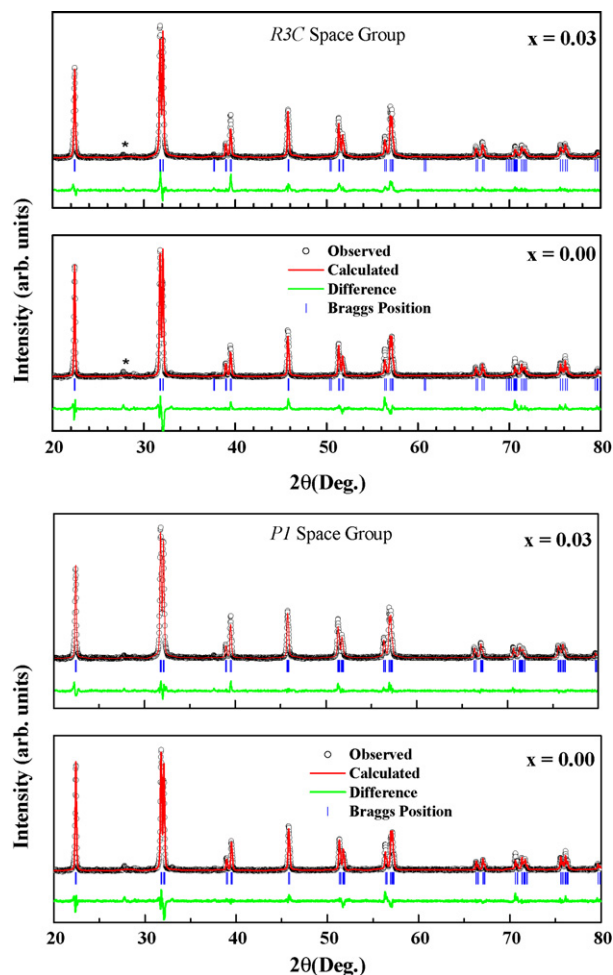 R3C Space Group
x = 0.03
*
Intensity (arb. units)
x = 0.00
Observed
Calculated
Difference
Braggs Position
*
20 30 40 50 60 70 80
2θ(Deg.)
P1 Space Group
x = 0.03
Intensity (arb. units)
x = 0.00
Observed
Calculated
Difference
Braggs Position
20 30 40 50 60 70 80
2θ(Deg.)